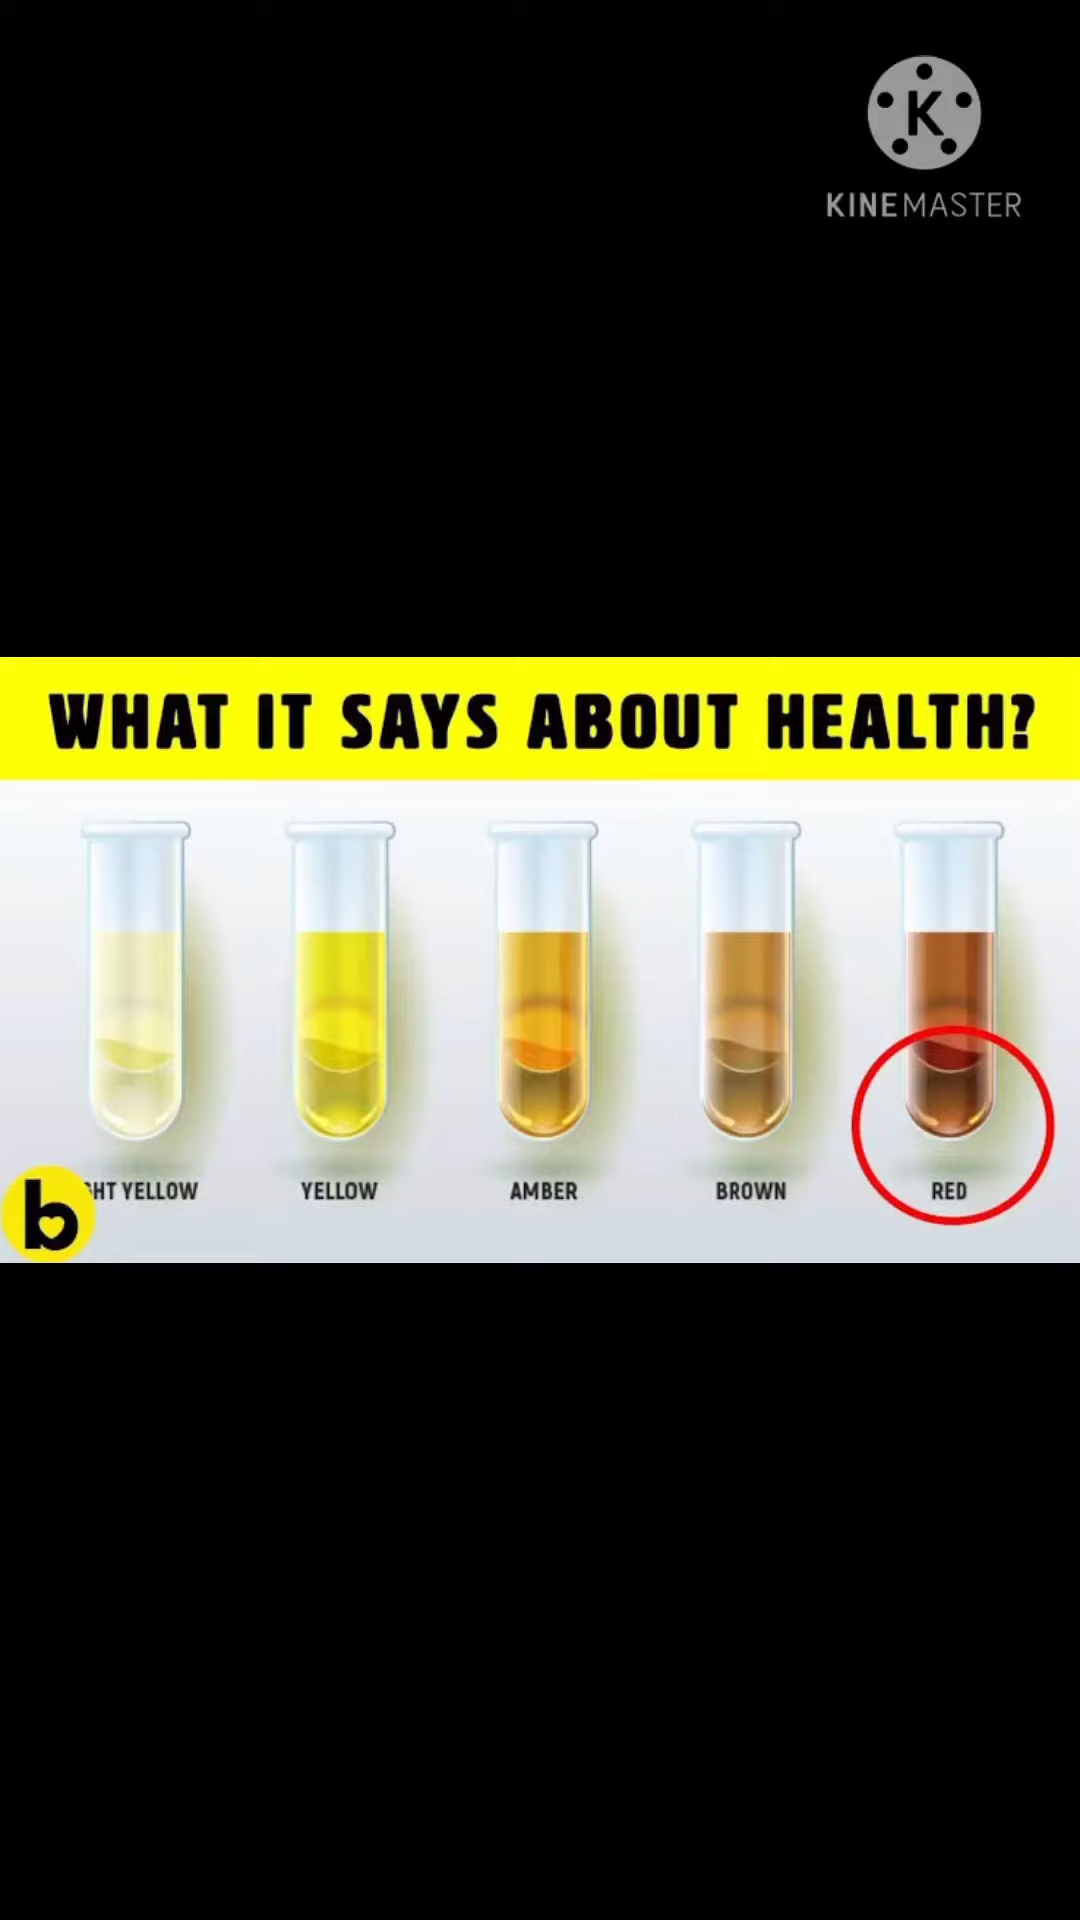 K
KINEMASTER
WHAT IT SAYS ABOUT HEALTH?
YELLOW
YELLOW
AMBER
BROWN
RED
b